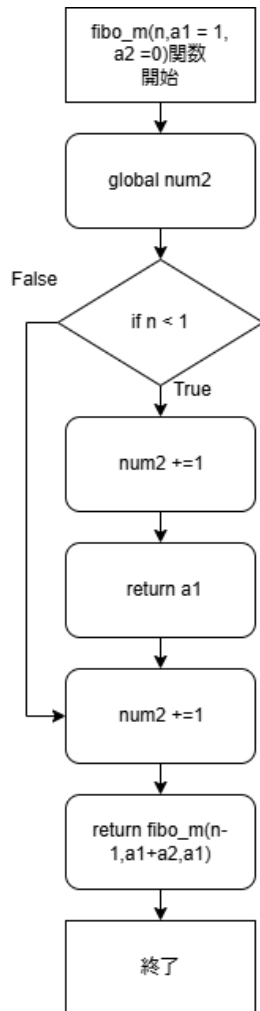 fibo_m(n,a1 = 1,
a2 =0)関数
開始
global num2
False
if n < 1
True
num2 +=1
return a1
num2 +=1
return fibo_m(n-
1,a1+a2,a1)
終了